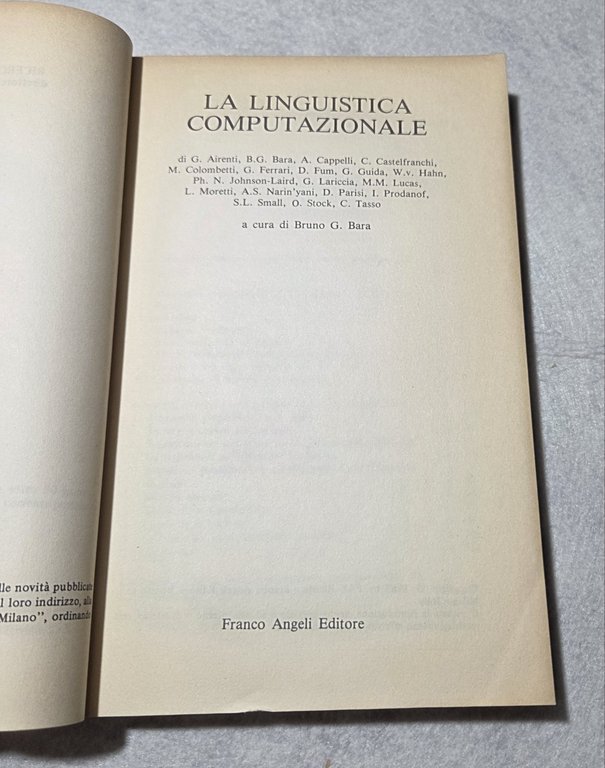 lle novità pubblicate
l loro indirizzo, alla
Milano", ordinando
LA LINGUISTICA
COMPUTAZIONALE
di G. Airenti, B.G. Bara, A. Cappelli, C. Castelfranchi,
M. Colombetti, G. Ferrari, D. Fum, G. Guida, W.v. Hahn,
Ph. N. Johnson-Laird, G. Lariccia, M.M. Lucas,
L. Moretti, A.S. Narin'yani, D. Parisi, I. Prodanof,
S.L. Small, O. Stock, C. Tasso
a cura di Bruno G. Bara
Franco Angeli Editore